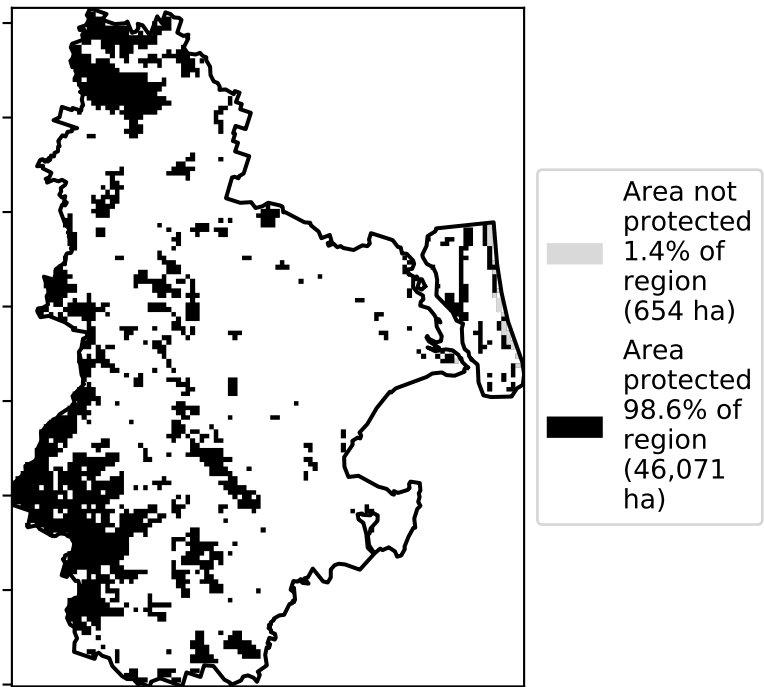 Area not
protected
1.4% of
region
(654 ha)
Area
protected
98.6% of
region
(46,071
ha)